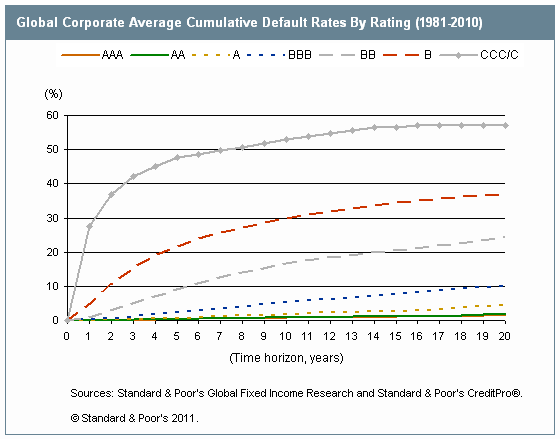 Global Corporate Average Cumulative Default Rates By Rating (1981-2010)
AAA AA A BBB BB B CCC/C
(%)
60
50
40
30
20
10
0
0 1 2 3 4 5 6 7 8 9 10 11 12 13 14 15 16 17 18 19 20
(Time horizon, years)
Sources: Standard & Poor's Global Fixed Income Research and Standard & Poor's CreditPro®.
© Standard & Poor's 2011.